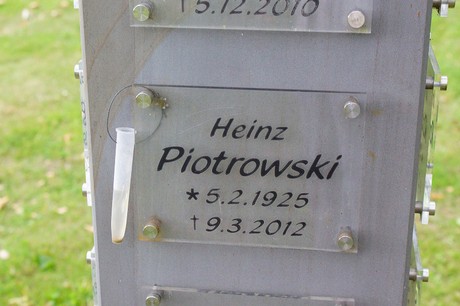 † 5.12.2010
Heinz
Piotrowski
* 5.2.1925
† 9.3.2012